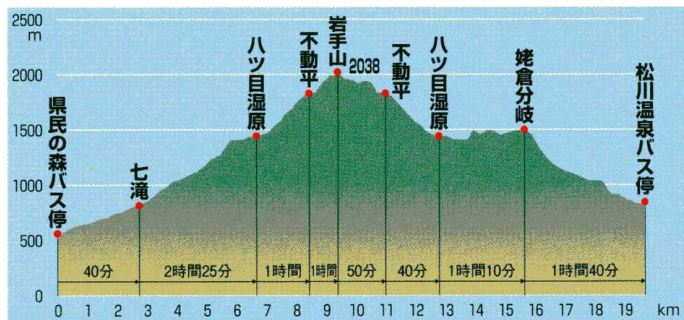 2500
m
2000
1500
1000
500
0
県民の森バス停
七滝
八ツ目湿原
不動平
岩手山
2038
不動平
八ツ目湿原
姥倉分岐
松川温泉バス停
40分
2時間25分
1時間
1時間
50分
40分
1時間10分
1時間40分
0 1 2 3 4 5 6 7 8 9 10 11 12 13 14 15 16 17 18 19 km